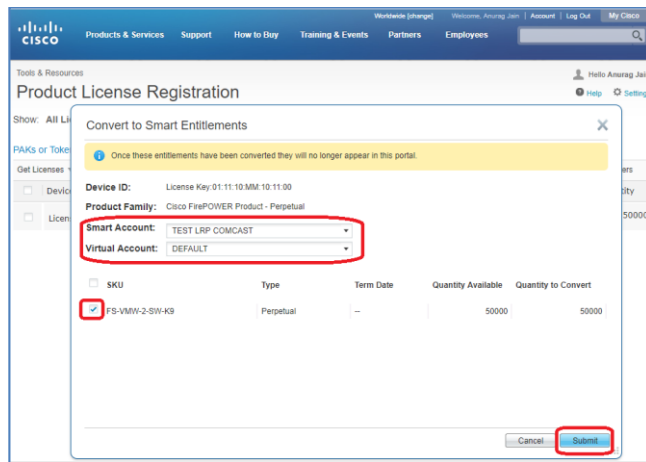 Worldwide [change] Welcome, Anurag Jain | Account | Log Out My Cisco
CISCO Products & Services Support How to Buy Training & Events Partners Employees
Tools & Resources Hello Anurag Jai
Product License Registration Help Setting
Show: All Li
Convert to Smart Entitlements
PAKs or Toke
Once these entitlements have been converted they will no longer appear in this portal.
Get Licenses ers
Device ID: License Key:01:11:10:MM:10:11:00
Devic tity
Product Family: Cisco FirePOWER Product - Perpetual
Licen 5000
Smart Account: TEST LRP COMCAST
Virtual Account: DEFAULT
SKU Type Term Date Quantity Available Quantity to Convert
FS-VMW-2-SW-K9 Perpetual -- 50000 50000
Cancel Submit